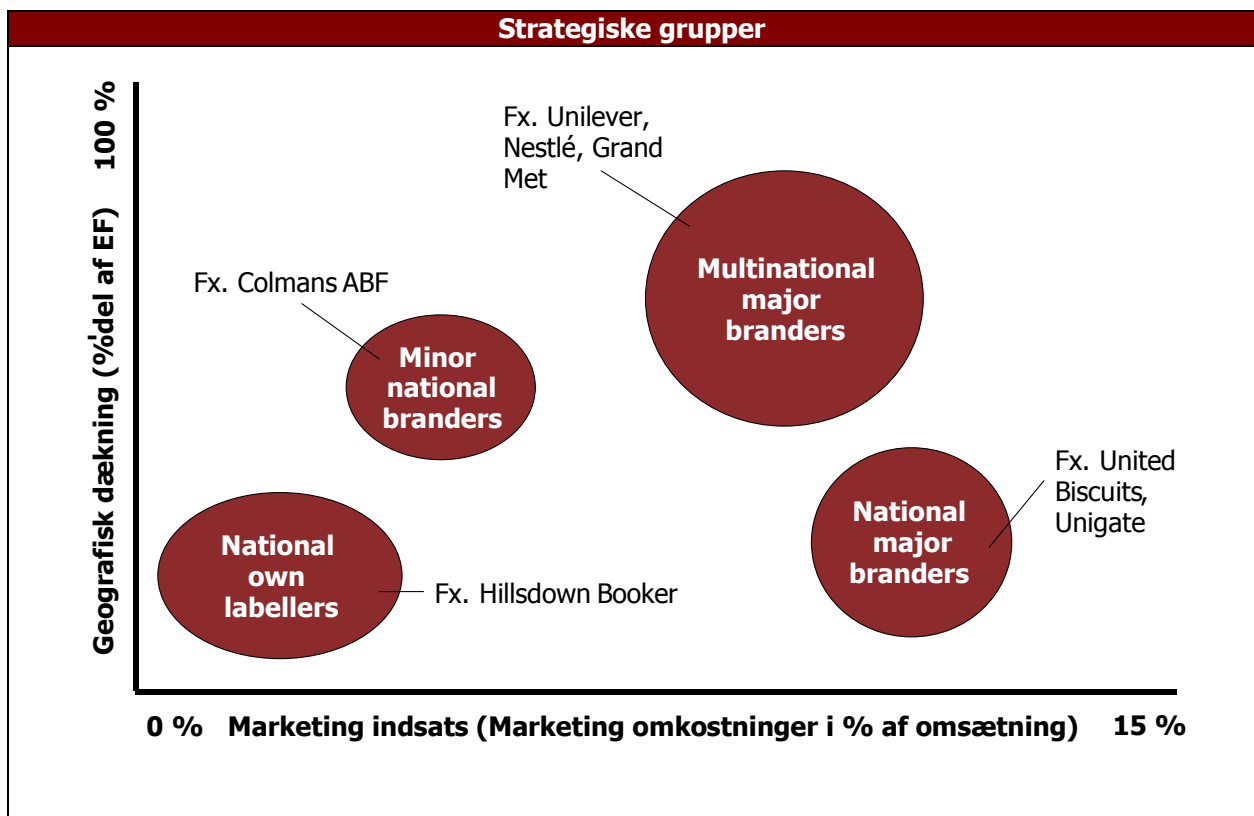 Strategiske grupper
100 %
Geografisk dækning (%del af EF)
Fx. Unilever,
Nestlé, Grand
Met
Multinational
major
branders
Fx. Colmans ABF
Minor
national
branders
Fx. United
Biscuits,
Unigate
National
major
branders
National
own
labellers
Fx. Hillsdown Booker
0 % Marketing indsats (Marketing omkostninger i % af omsætning) 15 %